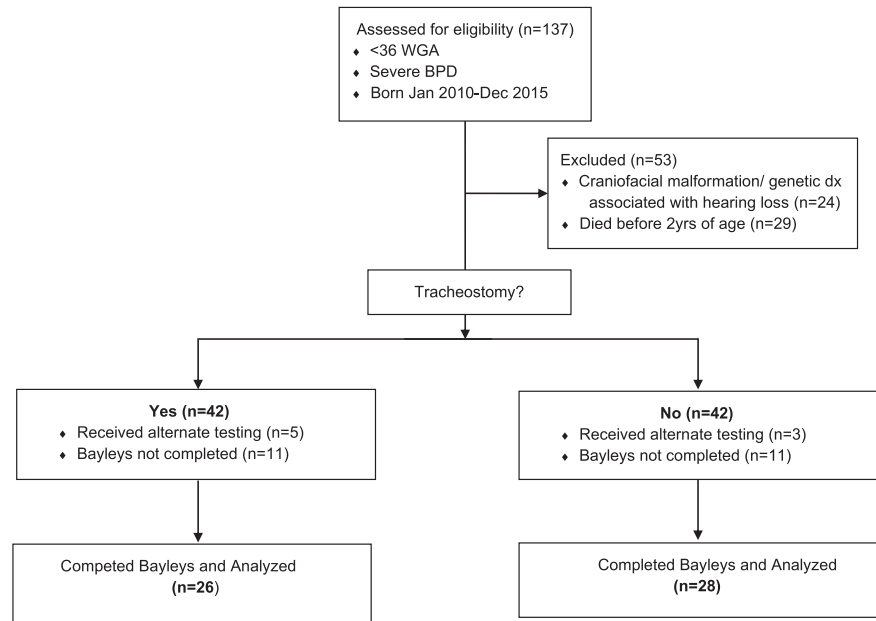 Assessed for eligibility (n=137)
♦ <36 WGA
♦ Severe BPD
♦ Born Jan 2010-Dec 2015
Excluded (n=53)
♦ Craniofacial malformation/ genetic dx
associated with hearing loss (n=24)
♦ Died before 2yrs of age (n=29)
Tracheostomy?
Yes (n=42)
♦ Received alternate testing (n=5)
♦ Bayleys not completed (n=11)
No (n=42)
♦ Received alternate testing (n=3)
♦ Bayleys not completed (n=11)
Competed Bayleys and Analyzed
(n=26)
Completed Bayleys and Analyzed
(n=28)